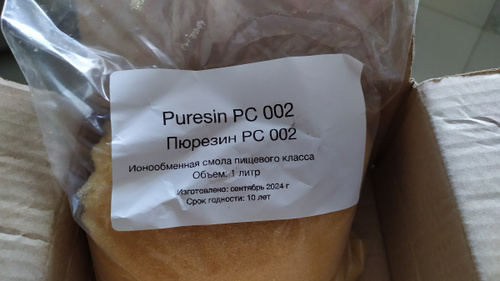 Puresin PC 002
Пюрезин РС 002
Ионообменная смола пищевого класса
Объем: 1 литр
Изготовлено: сентябрь 2024 г
Срок годности: 10 лет